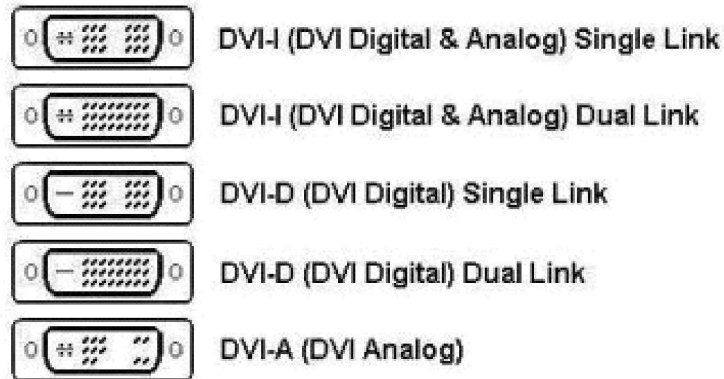 DVI-I (DVI Digital & Analog) Single Link
DVI-I (DVI Digital & Analog) Dual Link
DVI-D (DVI Digital) Single Link
DVI-D (DVI Digital) Dual Link
DVI-A (DVI Analog)